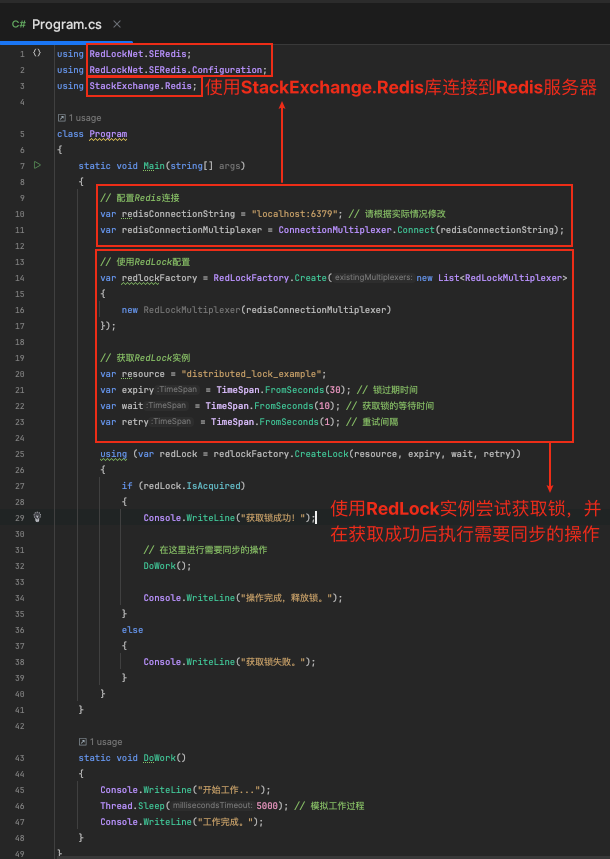 C# Program.cs ×
1 {} using RedLockNet.SERedis;
2 using RedLockNet.SERedis.Configuration;
3 using StackExchange.Redis; 使用StackExchange.Redis库连接到Redis服务器
4
1 usage
5 class Program
6 {
7 static void Main(string[] args)
8 {
9 // 配置Redis连接
10 var redisConnectionString = "localhost:6379"; // 请根据实际情况修改
11 var redisConnectionMultiplexer = ConnectionMultiplexer.Connect(redisConnectionString);
12
13 // 使用RedLock配置
14 var redlockFactory = RedLockFactory.Create( existingMultiplexers: new List<RedLockMultiplexer>
15 {
16 new RedLockMultiplexer(redisConnectionMultiplexer)
17 });
18
19 // 获取RedLock实例
20 var resource = "distributed_lock_example";
21 var expiry :TimeSpan = TimeSpan.FromSeconds(30); // 锁过期时间
22 var wait :TimeSpan = TimeSpan.FromSeconds(10); // 获取锁的等待时间
23 var retry :TimeSpan = TimeSpan.FromSeconds(1); // 重试间隔
24
25 using (var redLock = redlockFactory.CreateLock(resource, expiry, wait, retry))
26 {
27 if (redLock.IsAcquired)
28 {
29 Console.WriteLine("获取锁成功！");
使用RedLock实例尝试获取锁，并
在获取成功后执行需要同步的操作
30
31 // 在这里进行需要同步的操作
32 DoWork();
33
34 Console.WriteLine("操作完成，释放锁。");
35 }
36 else
37 {
38 Console.WriteLine("获取锁失败。");
39 }
40 }
41 }
42
1 usage
43 static void DoWork()
44 {
45 Console.WriteLine("开始工作...");
46 Thread.Sleep( millisecondsTimeout: 5000); // 模拟工作过程
47 Console.WriteLine("工作完成。");
48 }
49 }